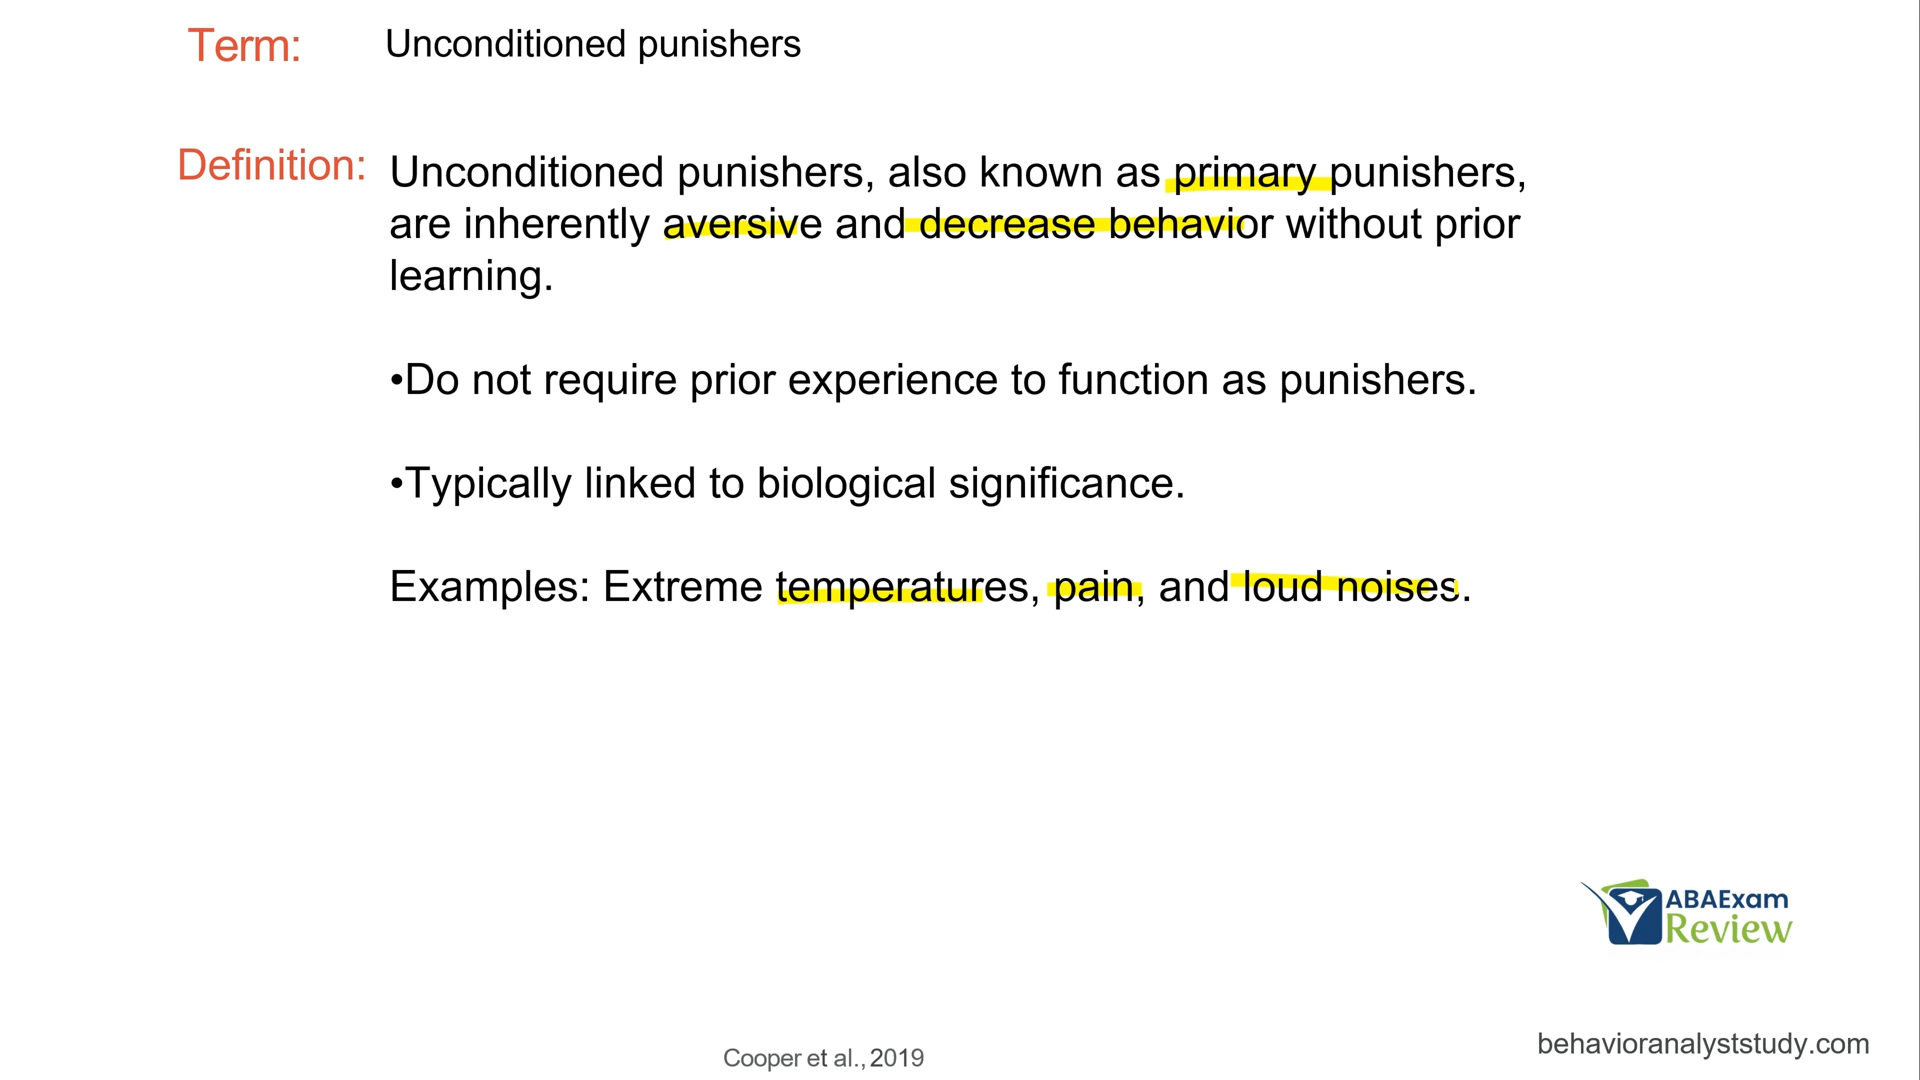 Term: Unconditioned punishers
Definition: Unconditioned punishers, also known as primary punishers,
are inherently aversive and decrease behavior without prior
learning.
•Do not require prior experience to function as punishers.
•Typically linked to biological significance.
Examples: Extreme temperatures, pain, and loud noises.
ABAExam
Review
behavioranalyststudy.com
Cooper et al., 2019